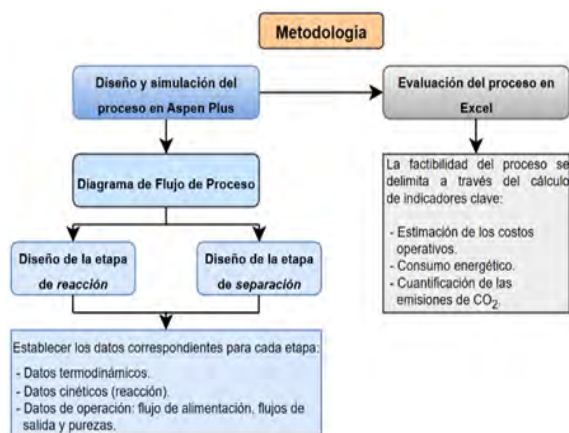 Metodología
Diseño y simulación del
proceso en Aspen Plus
Evaluación del proceso en
Excel
Diagrama de Flujo de Proceso
La factibilidad del proceso se
delimita a través del cálculo
de indicadores clave:
- Estimación de los costos
operativos.
- Consumo energético.
- Cuantificación de las
emisiones de CO₂.
Diseño de la etapa
de reacción
Diseño de la etapa
de separación
Establecer los datos correspondientes para cada etapa:
- Datos termodinámicos.
- Datos cinéticos (reacción).
- Datos de operación: flujo de alimentación, flujos de
salida y purezas.